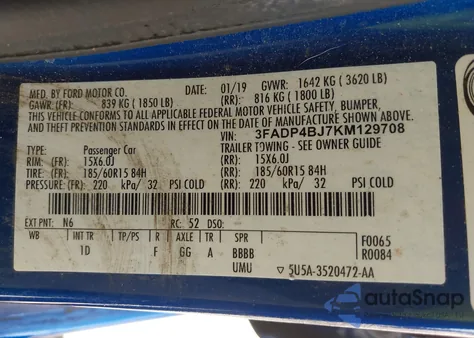 MFD. BY FORD MOTOR CO. DATE: 01/19 GVWR: 1642 KG ( 3620 LB)
GAWR: (FR): 839 KG ( 1850 LB) (RR): 816 KG ( 1800 LB)
THIS VEHICLE CONFORMS TO ALL APPLICABLE FEDERAL MOTOR VEHICLE SAFETY, BUMPER,
AND THEFT PREVENTION STANDARDS IN EFFECT ON THE DATE OF MANUFACTURE SHOWN ABOVE.
VIN: 3FADP4BJ7KM129708
TYPE: Passenger Car TRAILER TOWING - SEE OWNER GUIDE
RIM: 15X6.0J 15X6.0J
TIRE: 185/60R15 84H 185/60R15 84H
PRESSURE: (FR) 220 kPa/ 32 PSI COLD (RR) 220 kPa/ 32 PSI COLD
EXT PNT: N6 RC: 52 DSO:
WB INT TR TP/PS R AXLE TR SPR F0065
1D F GG A BBBB R0084
UMU 5U5A-3520472-AA
autoSnap